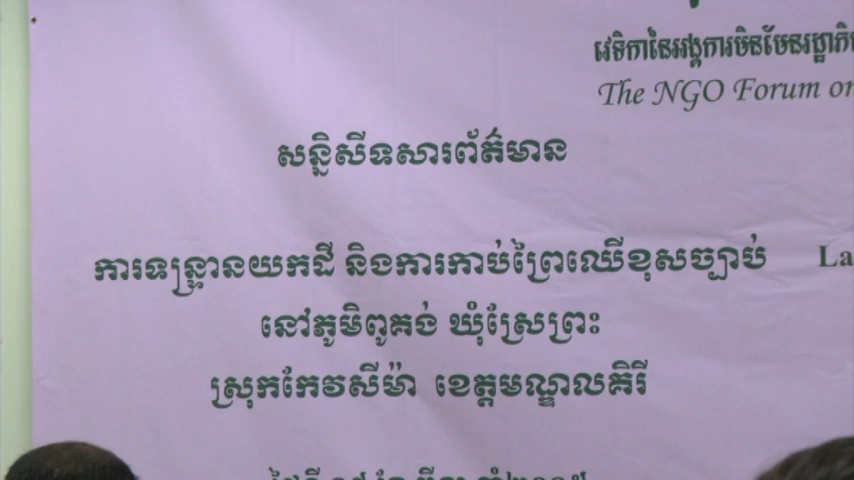 វេទិកានៃអង្គការមិនមែនរដ្ឋាភិ
The NGO Forum on
សន្និសីទសារព័ត៌មាន
ការទន្ទ្រានយកដី និងការកាប់ព្រៃឈើខុសច្បាប់ La
នៅភូមិពូគង់ ឃុំស្រែព្រះ
ស្រុកកែវសីម៉ា ខេត្តមណ្ឌលគិរី